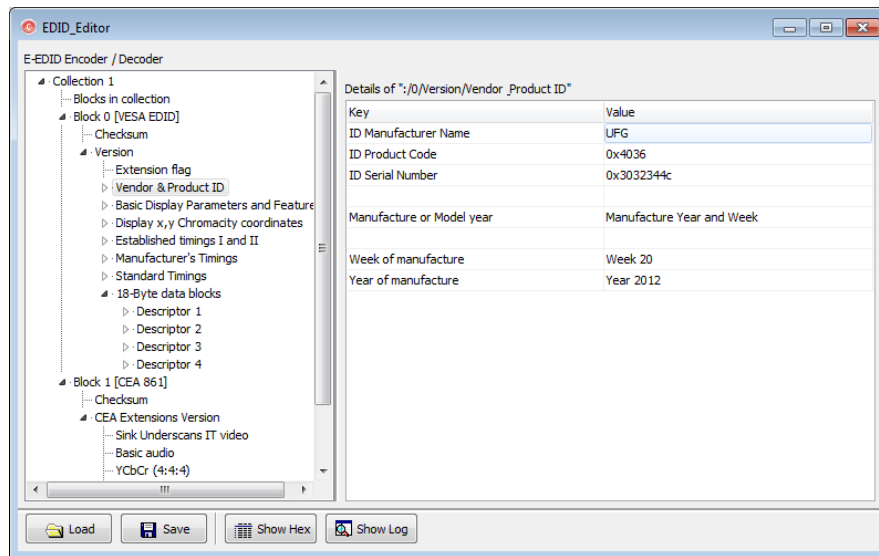 EDID_Editor
E-EDID Encoder / Decoder
Collection 1
Blocks in collection
Block 0 [VESA EDID]
Checksum
Version
Extension flag
Vendor & Product ID
Basic Display Parameters and Feature
Display x,y Chromacity coordinates
Established timings I and II
Manufacturer's Timings
Standard Timings
18-Byte data blocks
Descriptor 1
Descriptor 2
Descriptor 3
Descriptor 4
Block 1 [CEA 861]
Checksum
CEA Extensions Version
Sink Underscans IT video
Basic audio
YCbCr (4:4:4)
Details of ":/0/Version/Vendor _Product ID"
Key Value
ID Manufacturer Name UFG
ID Product Code 0x4036
ID Serial Number 0x3032344c
Manufacture or Model year Manufacture Year and Week
Week of manufacture Week 20
Year of manufacture Year 2012
Load Save Show Hex Show Log